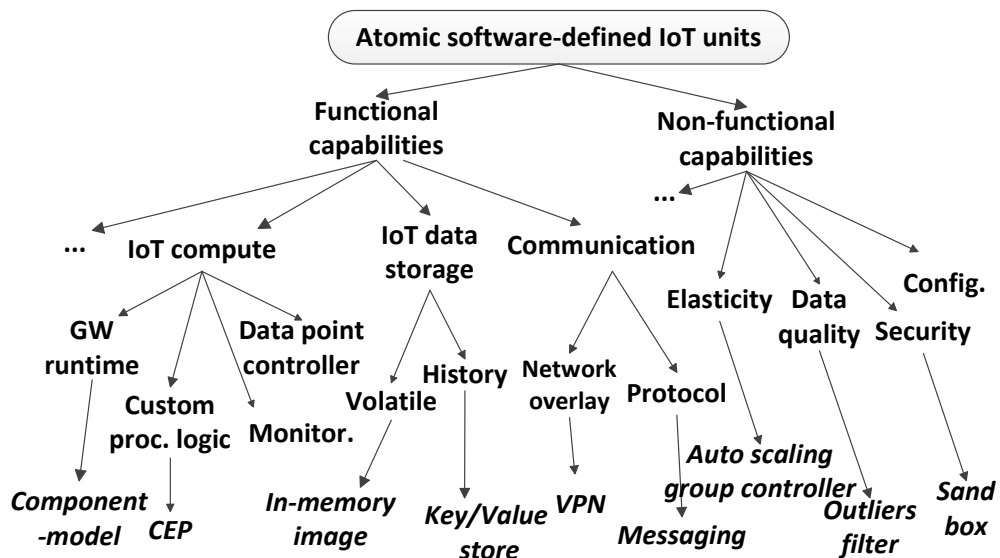 Atomic software-defined IoT units
Functional
capabilities
Non-functional
capabilities
...
...
IoT compute
IoT data
storage
Communication
Elasticity
Data
quality
Security
Config.
GW
runtime
Data point
controller
Custom
proc. logic
Monitor.
Volatile
History
Network
overlay
Protocol
Component
-model
CEP
In-memory
image
Key/Value
store
VPN
Messaging
Auto scaling
group controller
Outliers
filter
Sand
box